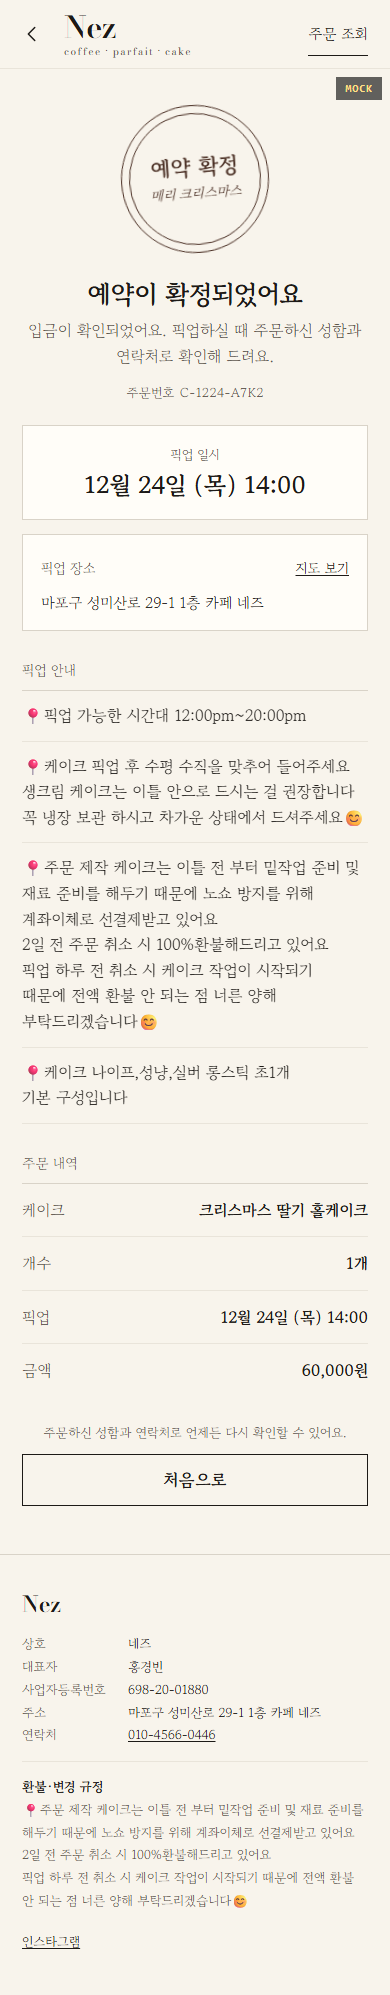 Nez
coffee · parfait · cake
주문 조회
MOCK
예약 확정
메리 크리스마스
예약이 확정되었어요
입금이 확인되었어요. 픽업하실 때 주문하신 성함과
연락처로 확인해 드려요.
주문번호 C-1224-A7K2
픽업 일시
12월 24일 (목) 14:00
픽업 장소
지도 보기
마포구 성미산로 29-1 1층 카페 네즈
픽업 안내
📍픽업 가능한 시간대 12:00pm~20:00pm
📍케이크 픽업 후 수평 수직을 맞추어 들어주세요
생크림 케이크는 이틀 안으로 드시는 걸 권장합니다
꼭 냉장 보관 하시고 차가운 상태에서 드셔주세요😊
📍주문 제작 케이크는 이틀 전 부터 밑작업 준비 및
재료 준비를 해두기 때문에 노쇼 방지를 위해
계좌이체로 선결제받고 있어요
2일 전 주문 취소 시 100%환불해드리고 있어요
픽업 하루 전 취소 시 케이크 작업이 시작되기
때문에 전액 환불 안 되는 점 너른 양해
부탁드리겠습니다😊
📍케이크 나이프,성냥,실버 롱스틱 초1개
기본 구성입니다
주문 내역
케이크
크리스마스 딸기 홀케이크
개수
1개
픽업
12월 24일 (목) 14:00
금액
60,000원
주문하신 성함과 연락처로 언제든 다시 확인할 수 있어요.
처음으로
Nez
상호
네즈
대표자
홍경빈
사업자등록번호
698-20-01880
주소
마포구 성미산로 29-1 1층 카페 네즈
연락처
010-4566-0446
환불·변경 규정
📍주문 제작 케이크는 이틀 전 부터 밑작업 준비 및 재료 준비를
해두기 때문에 노쇼 방지를 위해 계좌이체로 선결제받고 있어요
2일 전 주문 취소 시 100%환불해드리고 있어요
픽업 하루 전 취소 시 케이크 작업이 시작되기 때문에 전액 환불
안 되는 점 너른 양해 부탁드리겠습니다😊
인스타그램